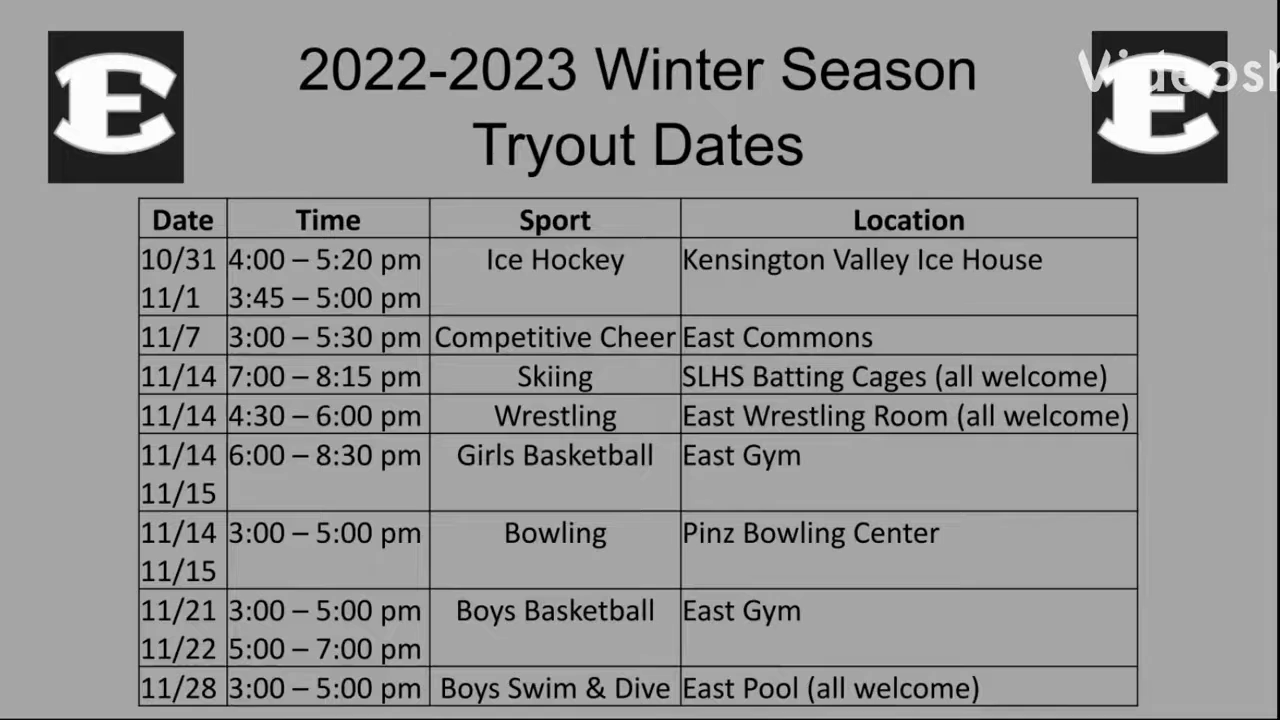 2022-2023 Winter Season
Tryout Dates
E
E
Videosh
Date Time Sport Location
10/31 4:00 – 5:20 pm Ice Hockey Kensington Valley Ice House
11/1 3:45 – 5:00 pm
11/7 3:00 – 5:30 pm Competitive Cheer East Commons
11/14 7:00 – 8:15 pm Skiing SLHS Batting Cages (all welcome)
11/14 4:30 – 6:00 pm Wrestling East Wrestling Room (all welcome)
11/14 6:00 – 8:30 pm Girls Basketball East Gym
11/15
11/14 3:00 – 5:00 pm Bowling Pinz Bowling Center
11/15
11/21 3:00 – 5:00 pm Boys Basketball East Gym
11/22 5:00 – 7:00 pm
11/28 3:00 – 5:00 pm Boys Swim & Dive East Pool (all welcome)